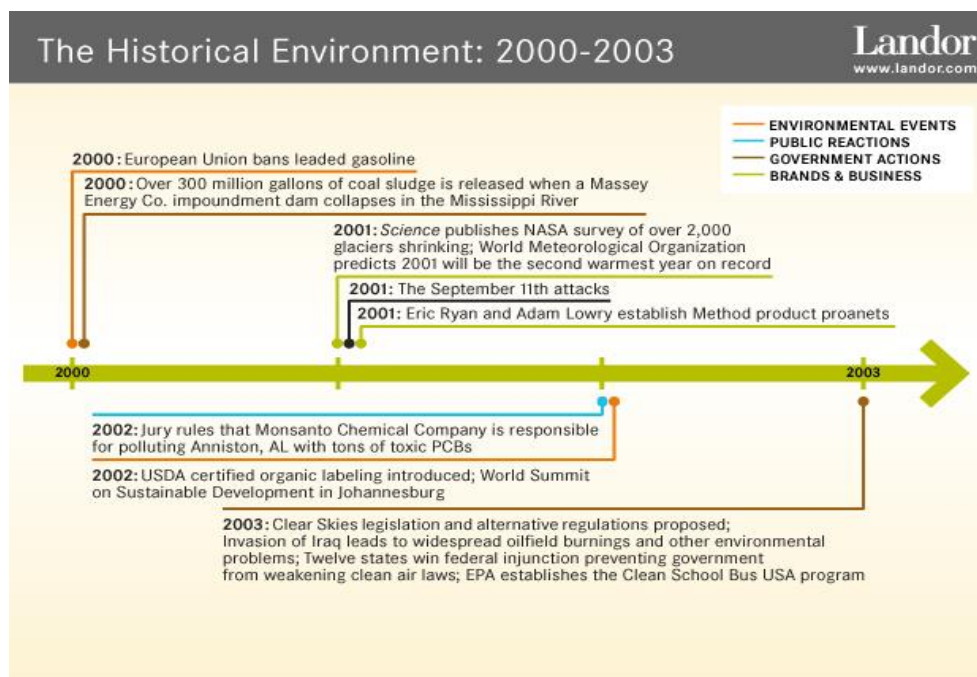 The Historical Environment: 2000-2003
Landor
www.landor.com
ENVIRONMENTAL EVENTS
PUBLIC REACTIONS
GOVERNMENT ACTIONS
BRANDS & BUSINESS
2000: European Union bans leaded gasoline
2000: Over 300 million gallons of coal sludge is released when a Massey
Energy Co. impoundment dam collapses in the Mississippi River
2001: Science publishes NASA survey of over 2,000
glaciers shrinking; World Meteorological Organization
predicts 2001 will be the second warmest year on record
2001: The September 11th attacks
2001: Eric Ryan and Adam Lowry establish Method product proanets
2000
2003
2002: Jury rules that Monsanto Chemical Company is responsible
for polluting Anniston, AL with tons of toxic PCBs
2002: USDA certified organic labeling introduced; World Summit
on Sustainable Development in Johannesburg
2003: Clear Skies legislation and alternative regulations proposed;
Invasion of Iraq leads to widespread oilfield burnings and other environmental
problems; Twelve states win federal injunction preventing government
from weakening clean air laws; EPA establishes the Clean School Bus USA program